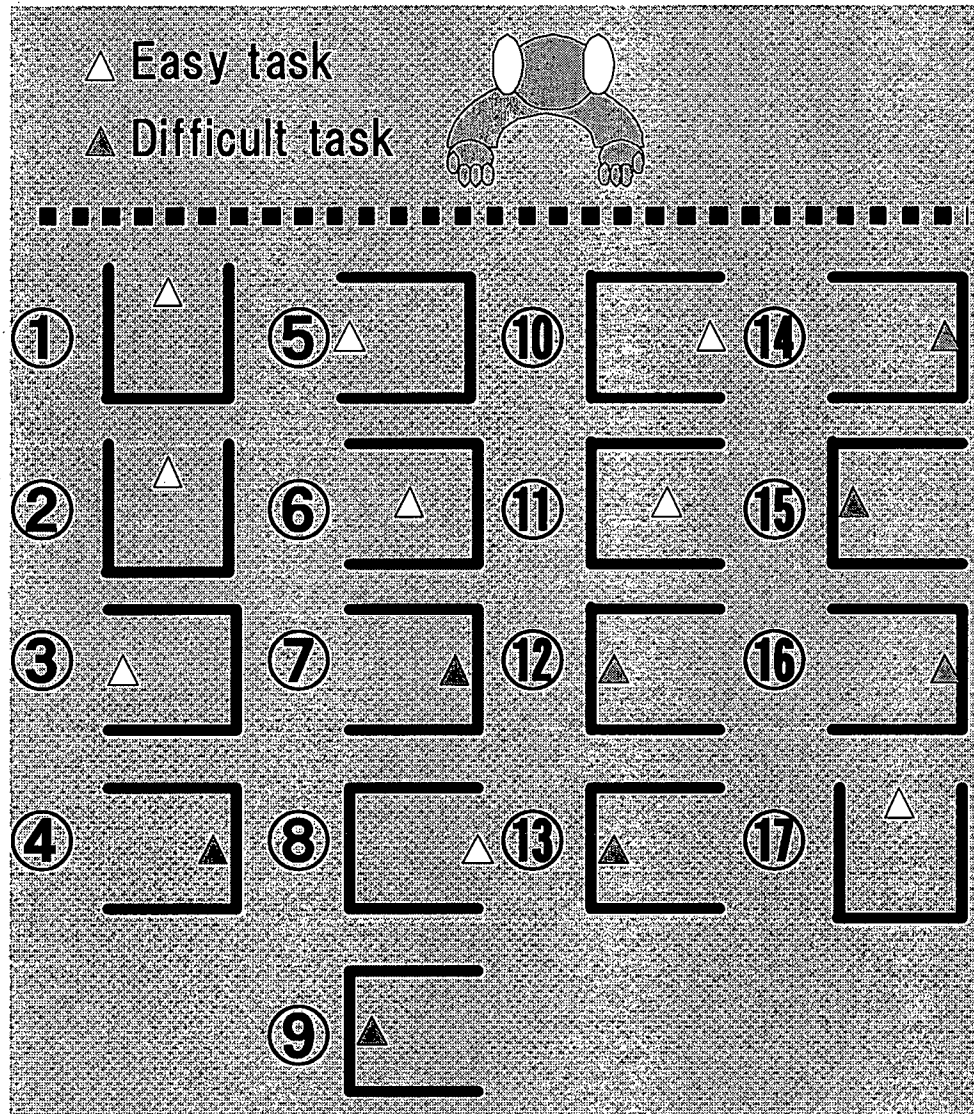 Easy task
Difficult task
① ⑤ ⑩ ⑭
② ⑥ ⑪ ⑮
③ ⑦ ⑫ ⑯
④ ⑧ ⑬ ⑰
⑨